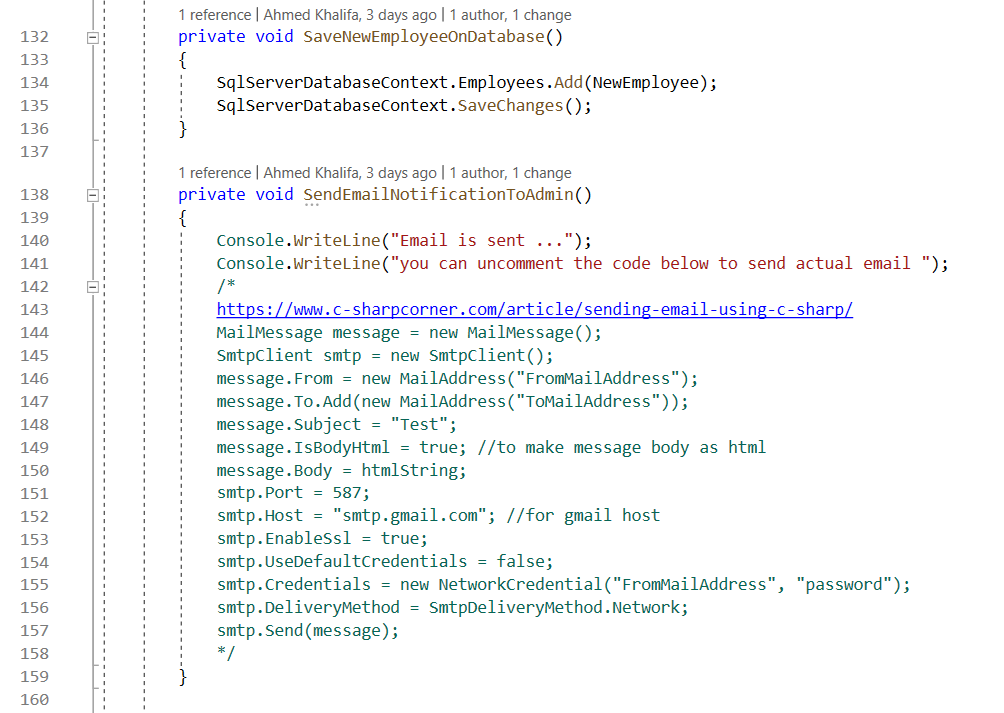 1 reference | Ahmed Khalifa, 3 days ago | 1 author, 1 change
132 private void SaveNewEmployeeOnDatabase()
133 {
134 SqlServerDatabaseContext.Employees.Add(NewEmployee);
135 SqlServerDatabaseContext.SaveChanges();
136 }
137
1 reference | Ahmed Khalifa, 3 days ago | 1 author, 1 change
138 private void SendEmailNotificationToAdmin()
139 {
140 Console.WriteLine("Email is sent ...");
141 Console.WriteLine("you can uncomment the code below to send actual email ");
142 /*
143 https://www.c-sharpcorner.com/article/sending-email-using-c-sharp/
144 MailMessage message = new MailMessage();
145 SmtpClient smtp = new SmtpClient();
146 message.From = new MailAddress("FromMailAddress");
147 message.To.Add(new MailAddress("ToMailAddress"));
148 message.Subject = "Test";
149 message.IsBodyHtml = true; //to make message body as html
150 message.Body = htmlString;
151 smtp.Port = 587;
152 smtp.Host = "smtp.gmail.com"; //for gmail host
153 smtp.EnableSsl = true;
154 smtp.UseDefaultCredentials = false;
155 smtp.Credentials = new NetworkCredential("FromMailAddress", "password");
156 smtp.DeliveryMethod = SmtpDeliveryMethod.Network;
157 smtp.Send(message);
158 */
159 }
160